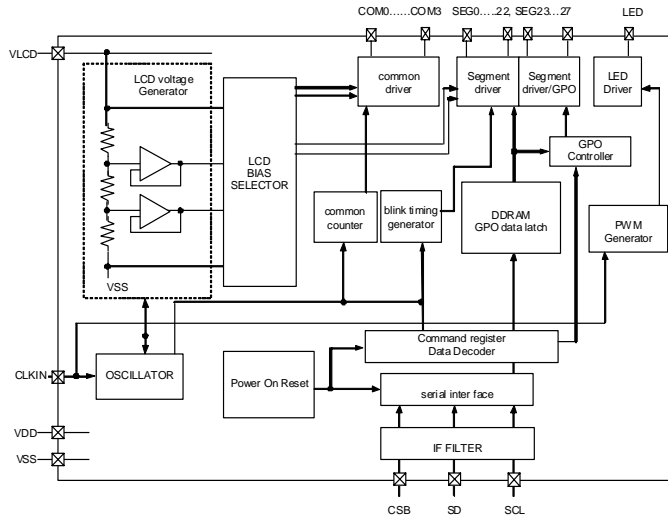 COM0……COM3 SEG0…..22, SEG23…27 LED
VLCD
LCD voltage
Generator
common
driver
Segment
driver
Segment
driver/GPO
LED
Driver
LCD
BIAS
SELECTOR
GPO
Controller
common
counter
blink timing
generator
DDRAM
GPO data latch
PWM
Generator
VSS
Command register
Data Decoder
CLKIN
OSCILLATOR
Power On Reset
serial inter face
VDD
IF FILTER
VSS
CSB SD SCL